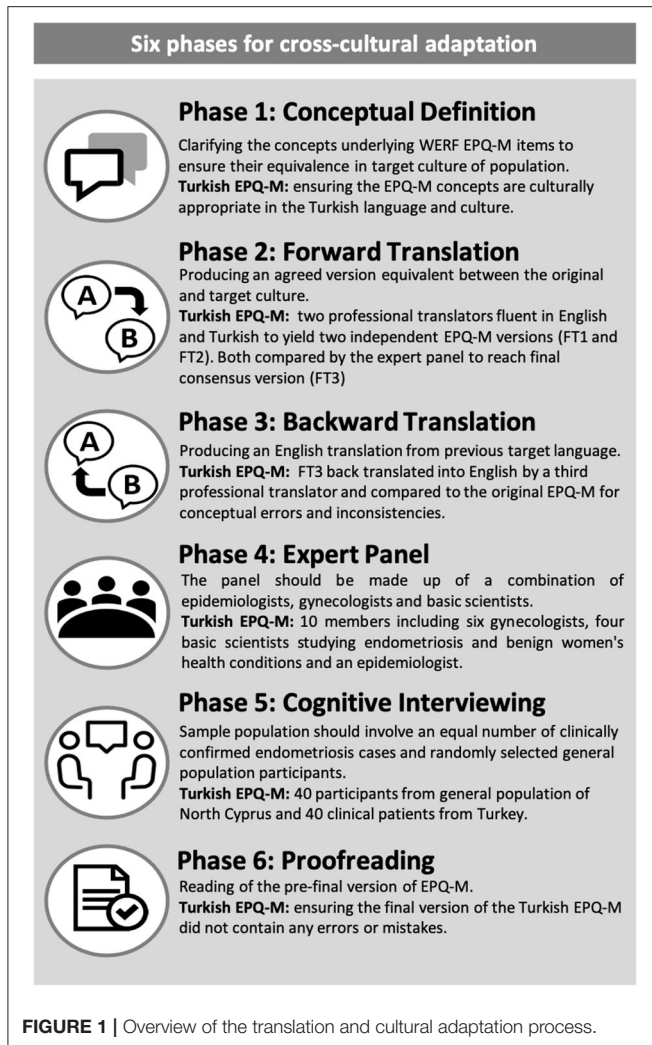 Six phases for cross-cultural adaptation
Phase 1: Conceptual Definition
Clarifying the concepts underlying WERF EPQ-M items to
ensure their equivalence in target culture of population.
Turkish EPQ-M: ensuring the EPQ-M concepts are culturally
appropriate in the Turkish language and culture.
Phase 2: Forward Translation
Producing an agreed version equivalent between the original
and target culture.
Turkish EPQ-M: two professional translators fluent in English
and Turkish to yield two independent EPQ-M versions (FT1 and
FT2). Both compared by the expert panel to reach final
consensus version (FT3)
A
B
Phase 3: Backward Translation
Producing an English translation from previous target language.
Turkish EPQ-M: FT3 back translated into English by a third
professional translator and compared to the original EPQ-M for
conceptual errors and inconsistencies.
A
B
Phase 4: Expert Panel
The panel should be made up of a combination of
epidemiologists, gynecologists and basic scientists.
Turkish EPQ-M: 10 members including six gynecologists, four
basic scientists studying endometriosis and benign women's
health conditions and an epidemiologist.
Phase 5: Cognitive Interviewing
Sample population should involve an equal number of clinically
confirmed endometriosis cases and randomly selected general
population participants.
Turkish EPQ-M: 40 participants from general population of
North Cyprus and 40 clinical patients from Turkey.
Phase 6: Proofreading
Reading of the pre-final version of EPQ-M.
Turkish EPQ-M: ensuring the final version of the Turkish EPQ-M
did not contain any errors or mistakes.
FIGURE 1 | Overview of the translation and cultural adaptation process.